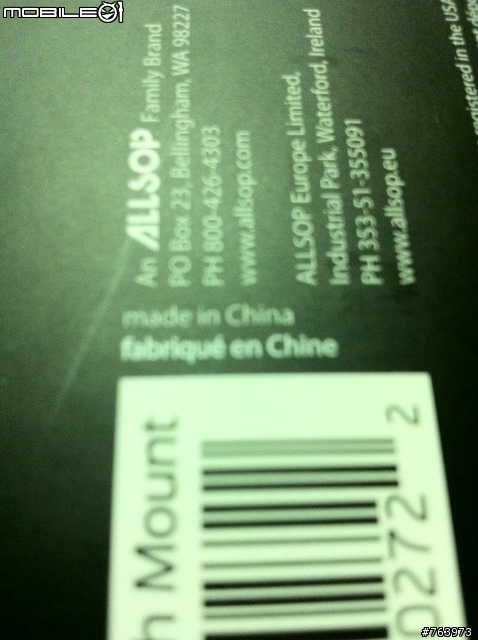 MOBILE01
An ALLSOP Family Brand
PO Box 23, Bellingham, WA 98227
PH 800-426-4303
www.allsop.com
ALLSOP Europe Limited,
Industrial Park, Waterford, Ireland
PH 353-51-355091
www.allsop.eu
registered in the USA
made in China
fabriqué en Chine
Mount
0272 2
#763973